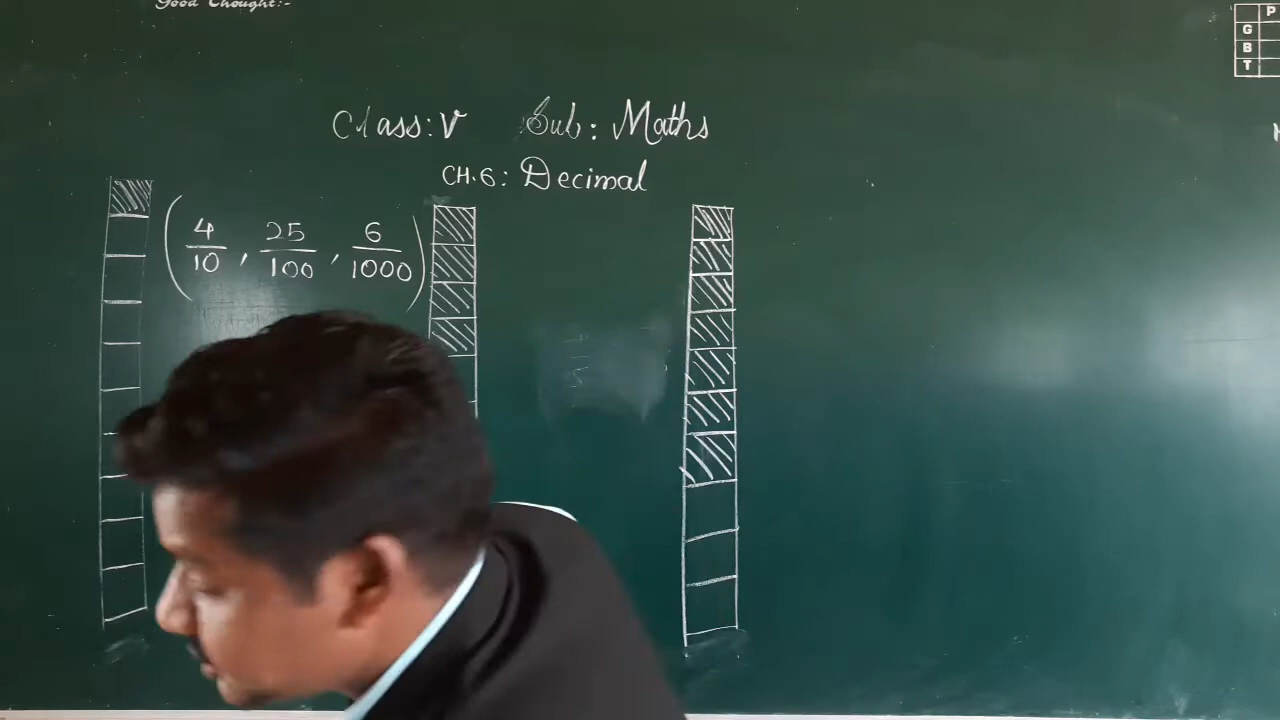 Good Thought:-
P
G
B
T
Class: V Sub: Maths
CH.6: Decimal
(4/10, 25/100, 6/1000)